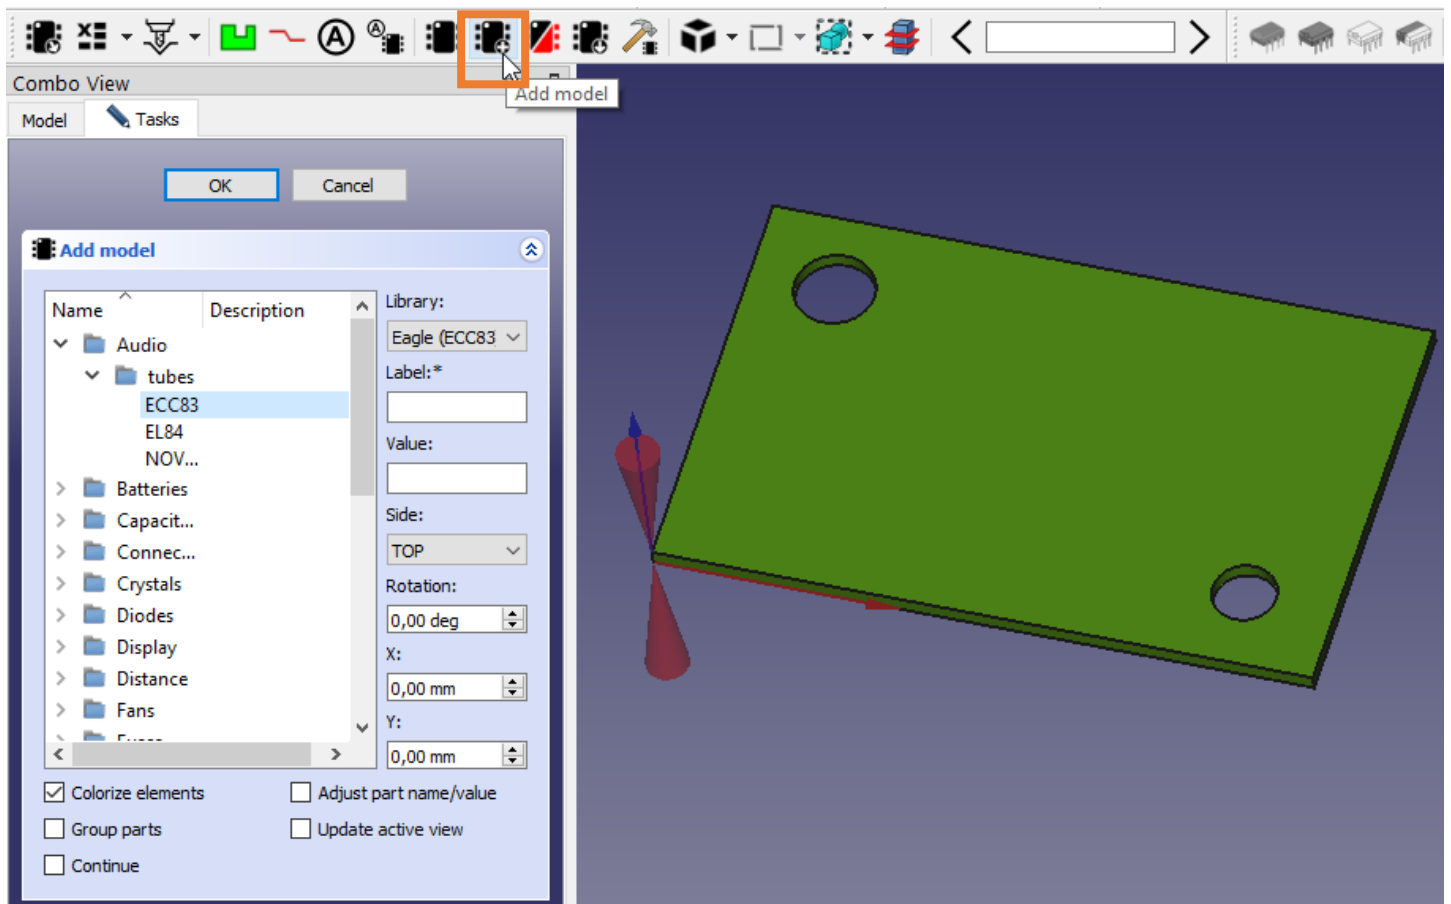 Combo View
Add model
Model
Tasks
OK
Cancel
Add model
Name
Description
Audio
tubes
ECC83
EL84
NOV...
Batteries
Capacit...
Connec...
Crystals
Diodes
Display
Distance
Fans
Library:
Eagle (ECC83
Label:*
Value:
Side:
TOP
Rotation:
0,00 deg
X:
0,00 mm
Y:
0,00 mm
Colorize elements
Adjust part name/value
Group parts
Update active view
Continue